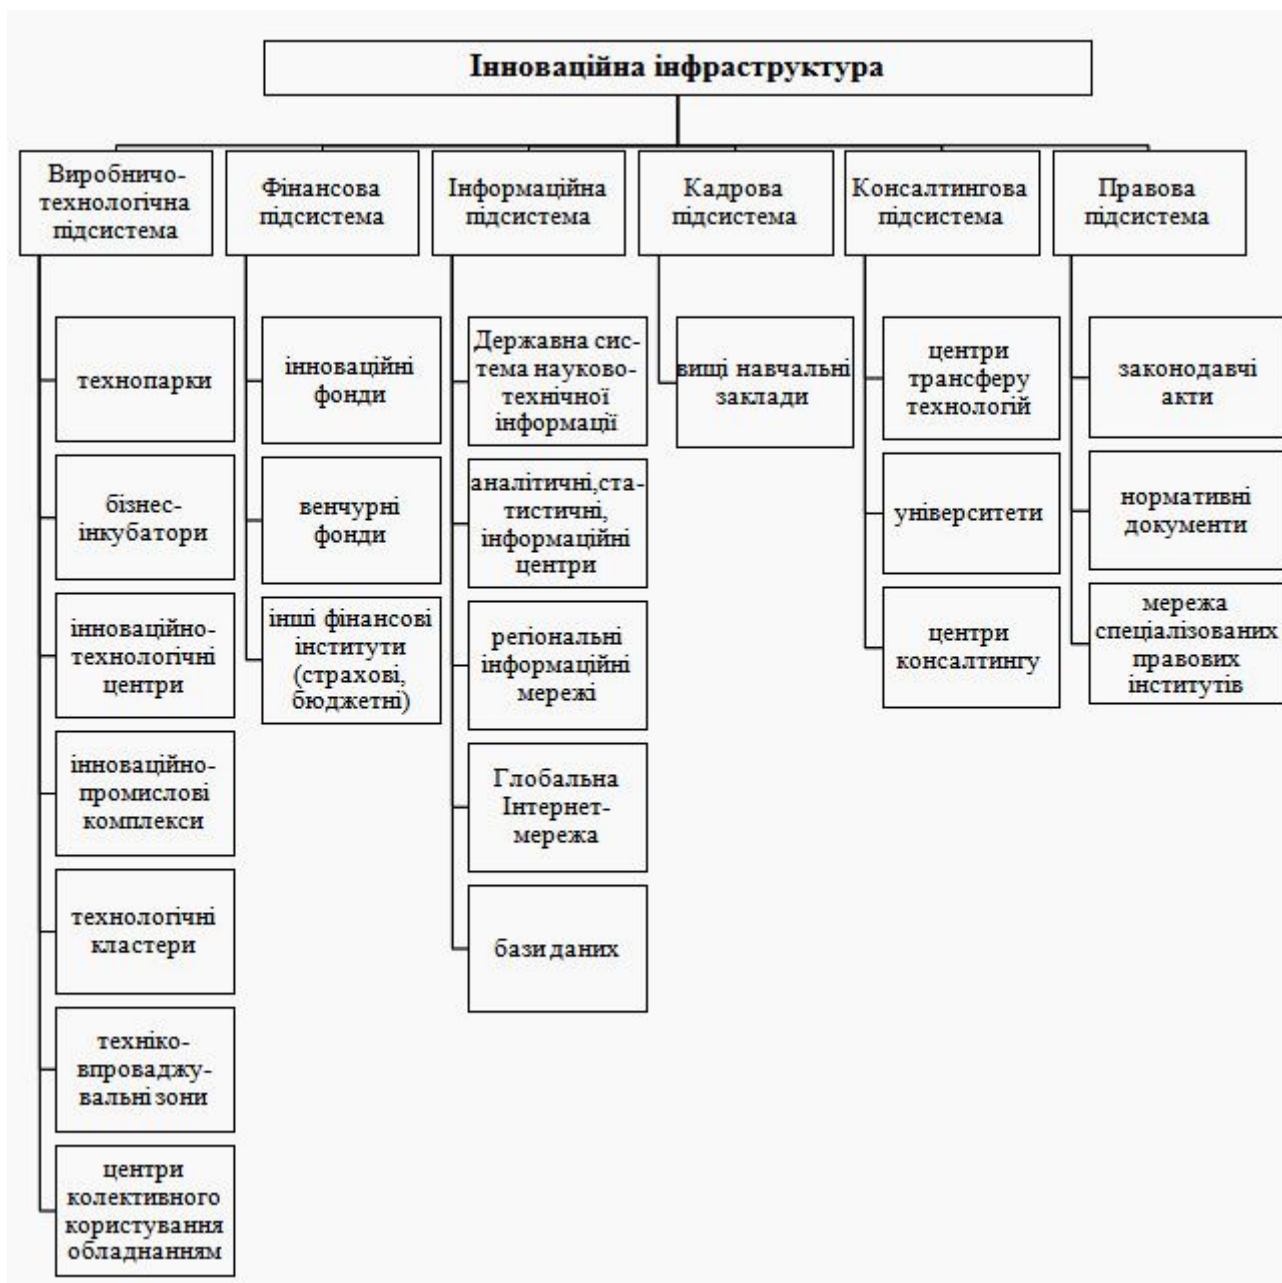 Інноваційна інфраструктура
Виробничо-
технологічна
підсистема
Фінансова
підсистема
Інформаційна
підсистема
Кадрова
підсистема
Консалтингова
підсистема
Правова
підсистема
технопарки
бізнес-
інкубатори
інноваційно-
технологічні
центри
інноваційно-
промислові
комплекси
технологічні
кластери
техніко-
впроваджу-
вальні зони
центри
колективного
користування
обладнанням
інноваційні
фонди
венчурні
фонди
інші фінансові
інститути
(страхові,
бюджетні)
Державна сис-
тема науково-
технічної
інформації
аналітичні,ста-
тистичні,
інформаційні
центри
регіональні
інформаційні
мережі
Глобальна
Інтернет-
мережа
бази даних
вищі навчальні
заклади
центри
трансферу
технологій
університети
центри
консалтингу
законодавчі
акти
нормативні
документи
мережа
спеціалізованих
правових
інститутів